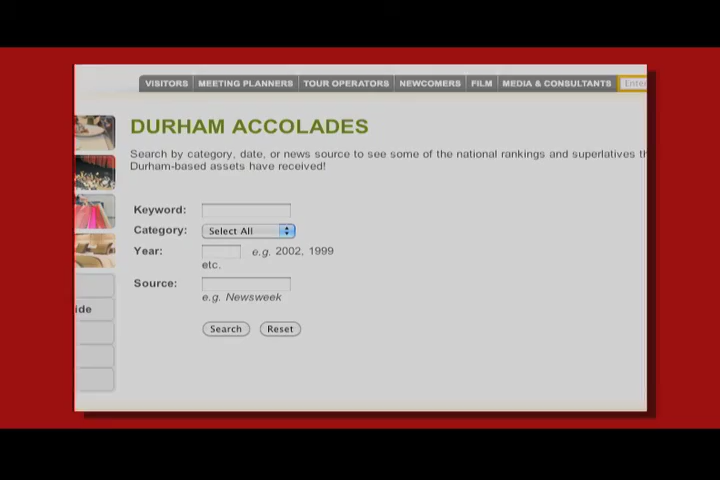 VISITORS MEETING PLANNERS TOUR OPERATORS NEWCOMERS FILM MEDIA & CONSULTANTS Enter
DURHAM ACCOLADES
Search by category, date, or news source to see some of the national rankings and superlatives
Durham-based assets have received!
Keyword:
Category: Select All
Year: e.g. 2002, 1999
etc.
Source:
e.g. Newsweek
ide
Search Reset